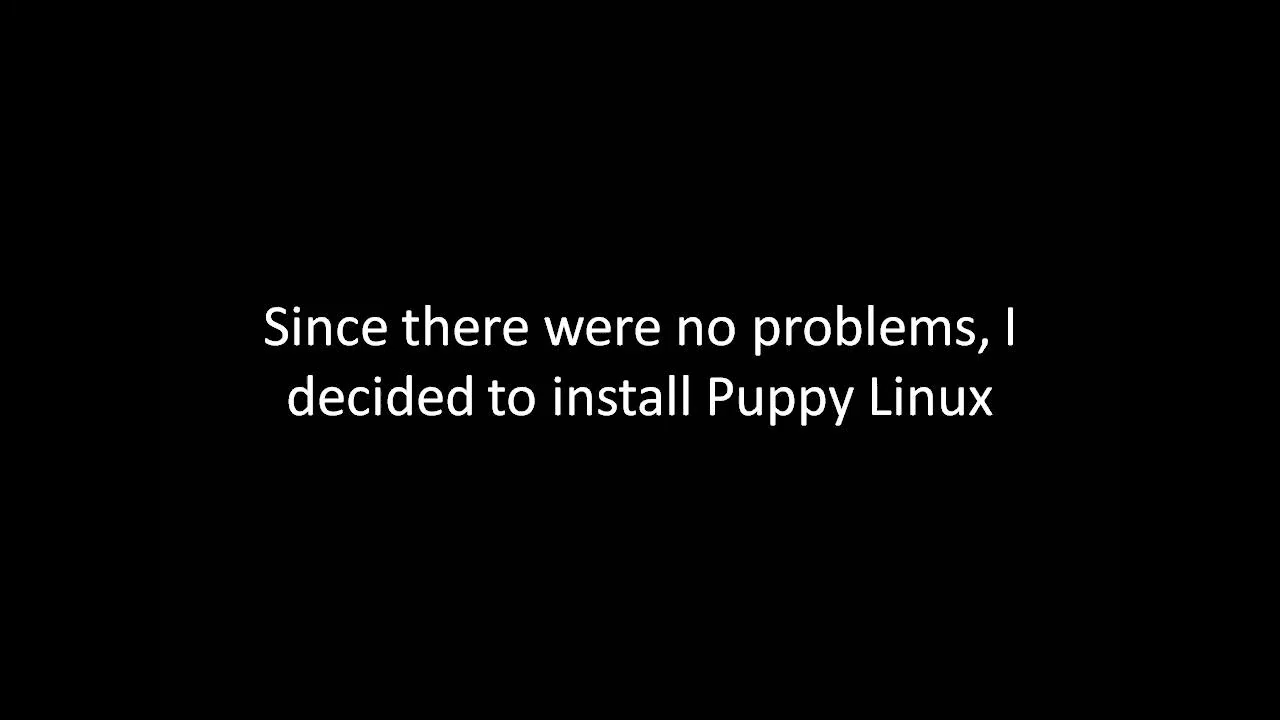 Since there were no problems, I
decided to install Puppy Linux